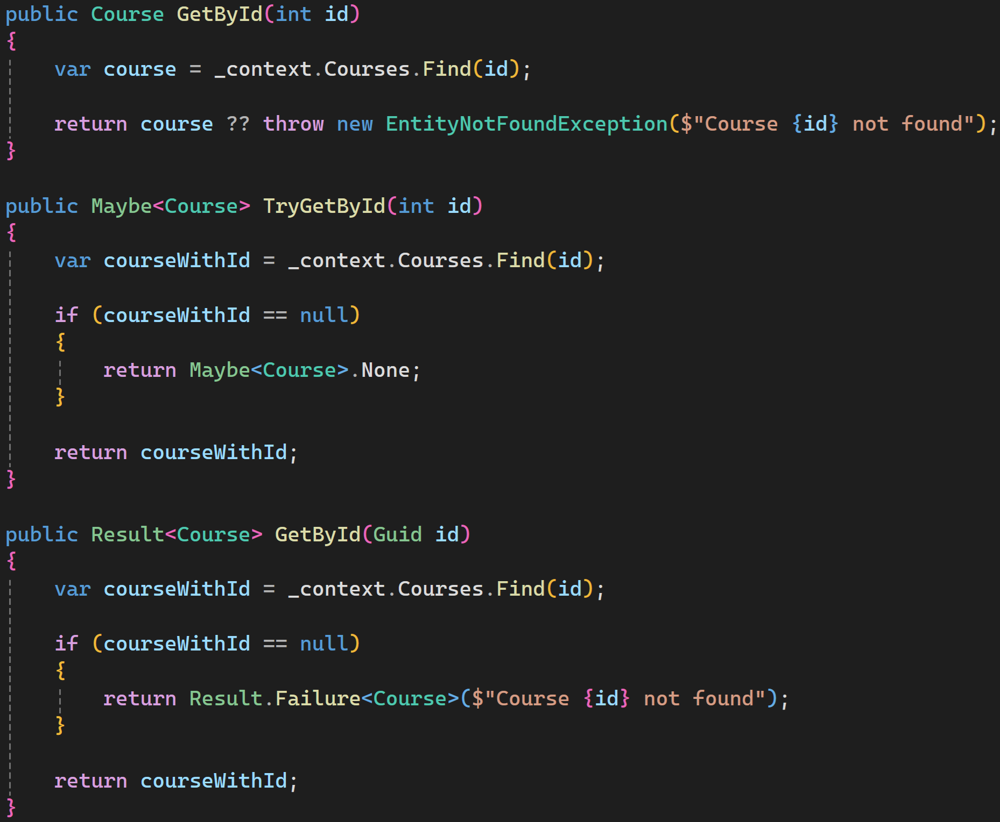 public Course GetById(int id)
{
    var course = _context.Courses.Find(id);

    return course ?? throw new EntityNotFoundException($"Course {id} not found");
}

public Maybe<Course> TryGetById(int id)
{
    var courseWithId = _context.Courses.Find(id);

    if (courseWithId == null)
    {
        return Maybe<Course>.None;
    }

    return courseWithId;
}

public Result<Course> GetById(Guid id)
{
    var courseWithId = _context.Courses.Find(id);

    if (courseWithId == null)
    {
        return Result.Failure<Course>($"Course {id} not found");
    }

    return courseWithId;
}